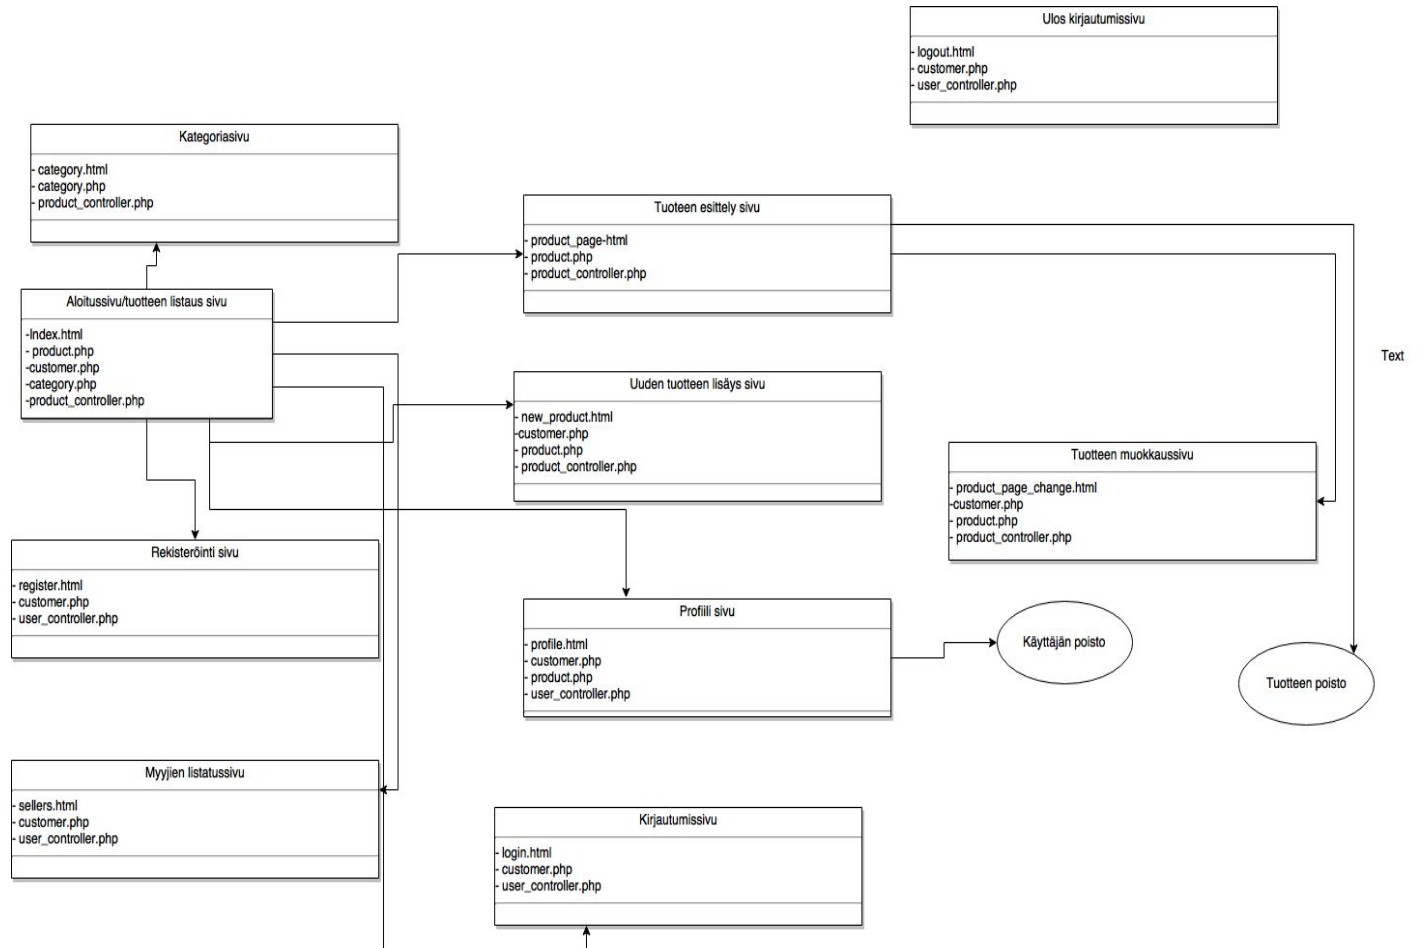 Ulos kirjautumissivu
- logout.html
- customer.php
- user_controller.php
Kategoriasivu
- category.html
- category.php
- product_controller.php
Tuoteen esittely sivu
- product_page-html
- product.php
- product_controller.php
Aloitussivu/tuotteen listaus sivu
-Index.html
- product.php
-customer.php
-category.php
-product_controller.php
Text
Uuden tuotteen lisäys sivu
- new_product.html
-customer.php
- product.php
- product_controller.php
Tuotteen muokkaussivu
- product_page_change.html
-customer.php
- product.php
- product_controller.php
Rekisteröinti sivu
- register.html
- customer.php
- user_controller.php
Profiili sivu
- profile.html
- customer.php
- product.php
- user_controller.php
Käyttäjän poisto
Tuotteen poisto
Myyjien listatussivu
- sellers.html
- customer.php
- user_controller.php
Kirjautumissivu
- login.html
- customer.php
- user_controller.php